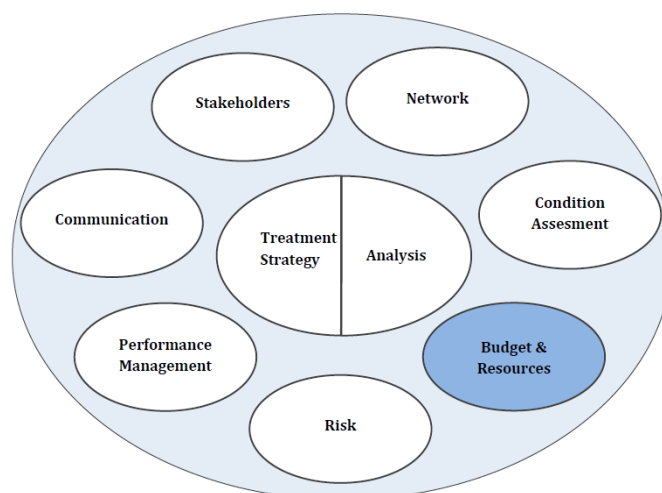 Stakeholders
Network
Communication
Condition
Assesment
Treatment
Strategy
Analysis
Performance
Management
Budget &
Resources
Risk